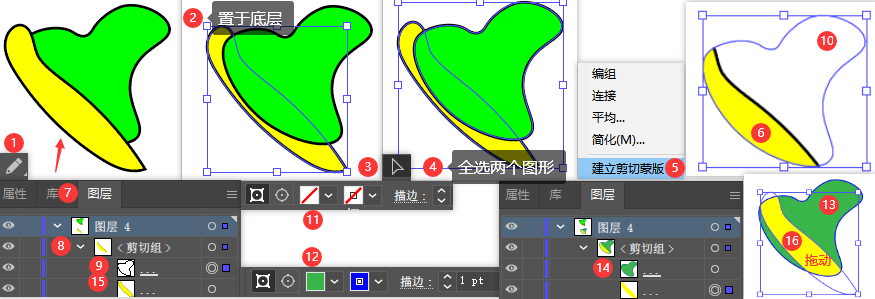 1
2
置于底层
3
4
全选两个图形
编组
连接
平均...
简化(M)...
建立剪切蒙版
5
10
6
属性
库
7
图层
图层 4
8
<剪切组>
9
...
15
...
描边:
11
12
描边:
1 pt
属性
库
图层
图层 4
<剪切组>
14
...
...
13
16
拖动